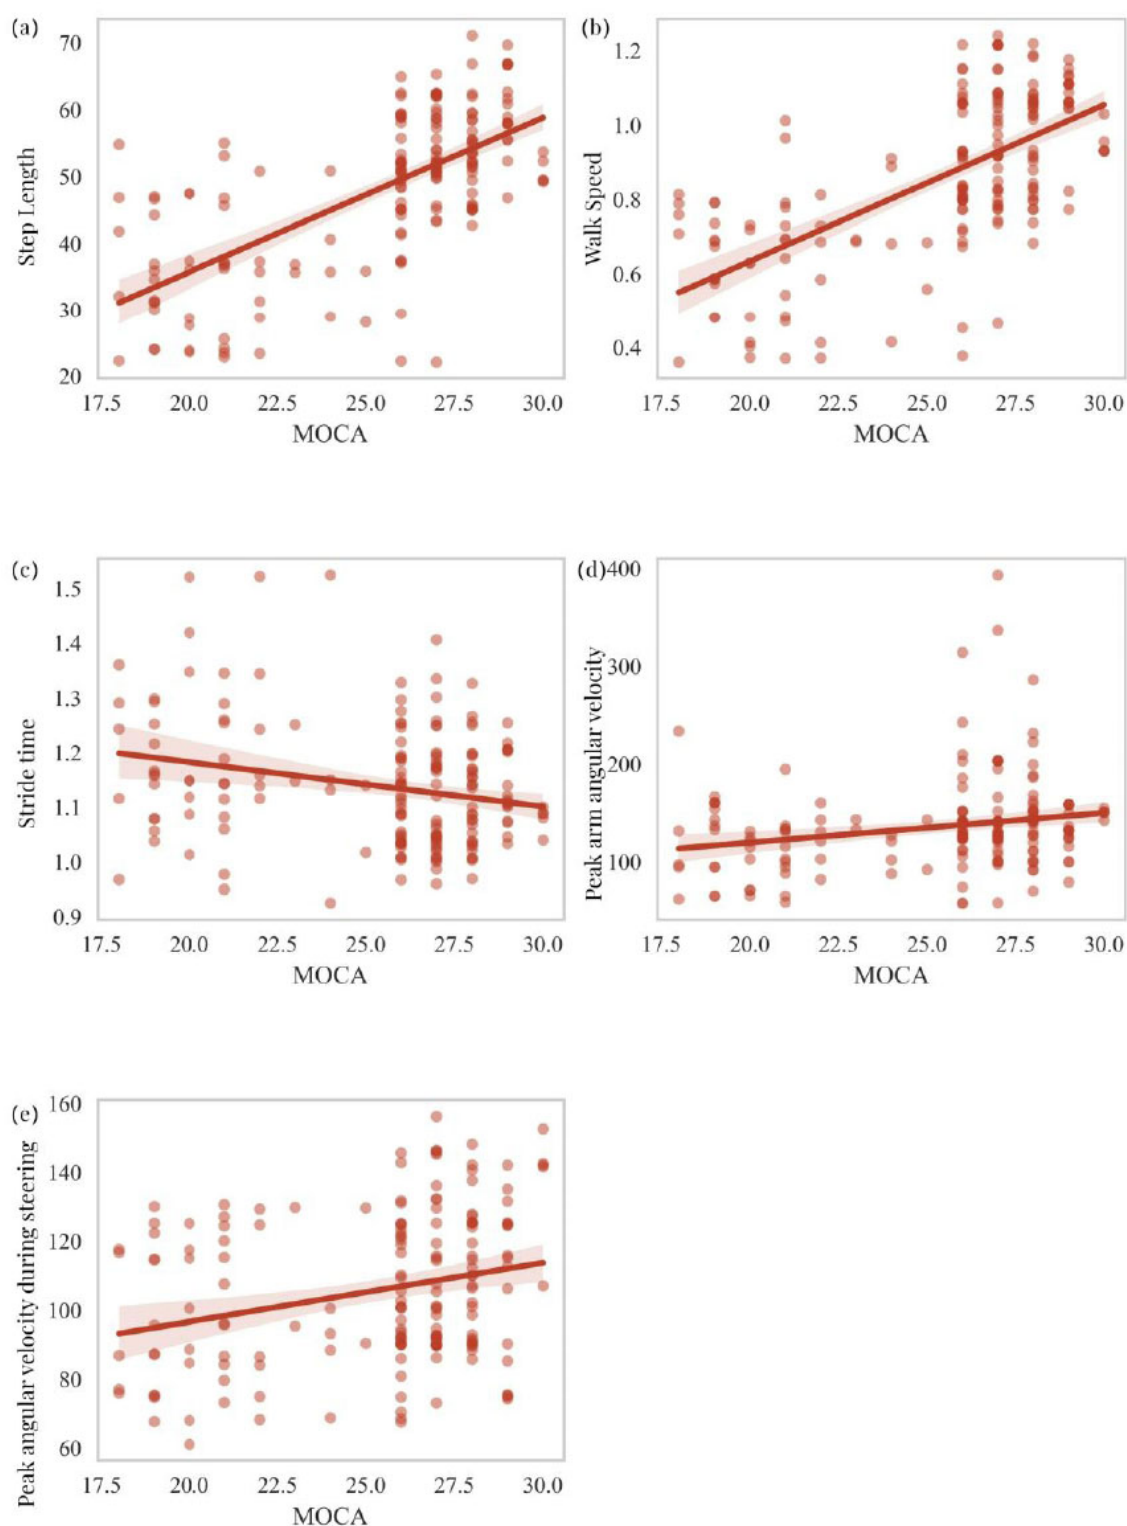 (a)
70
60
50
40
30
20
Step Length
17.5 20.0 22.5 25.0 27.5 30.0
MOCA
(b)
1.2
1.0
0.8
0.6
0.4
Walk Speed
17.5 20.0 22.5 25.0 27.5 30.0
MOCA
(c)
1.5
1.4
1.3
1.2
1.1
1.0
0.9
Stride time
17.5 20.0 22.5 25.0 27.5 30.0
MOCA
(d)
400
300
200
100
Peak arm angular velocity
17.5 20.0 22.5 25.0 27.5 30.0
MOCA
(e)
160
140
120
100
80
60
Peak angular velocity during steering
17.5 20.0 22.5 25.0 27.5 30.0
MOCA